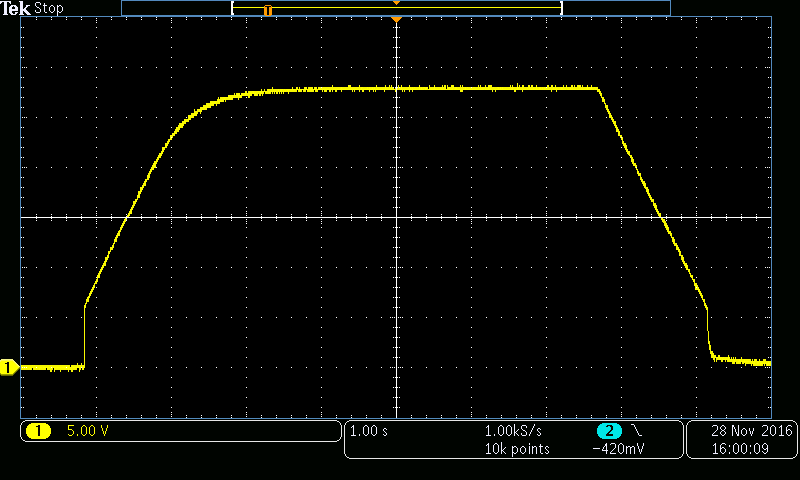 Tek Stop
1
1 5.00 V 1.00 s 1.00kS/s 2 28 Nov 2016
10k points −420mV 16:00:09